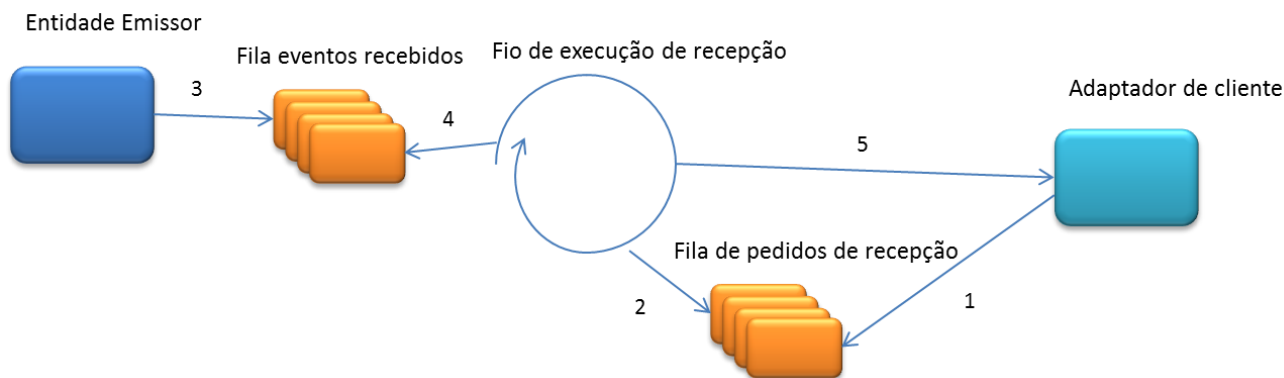 Entidade Emissor
Fila eventos recebidos
Fio de execução de recepção
Adaptador de cliente
3
4
5
Fila de pedidos de recepção
2
1